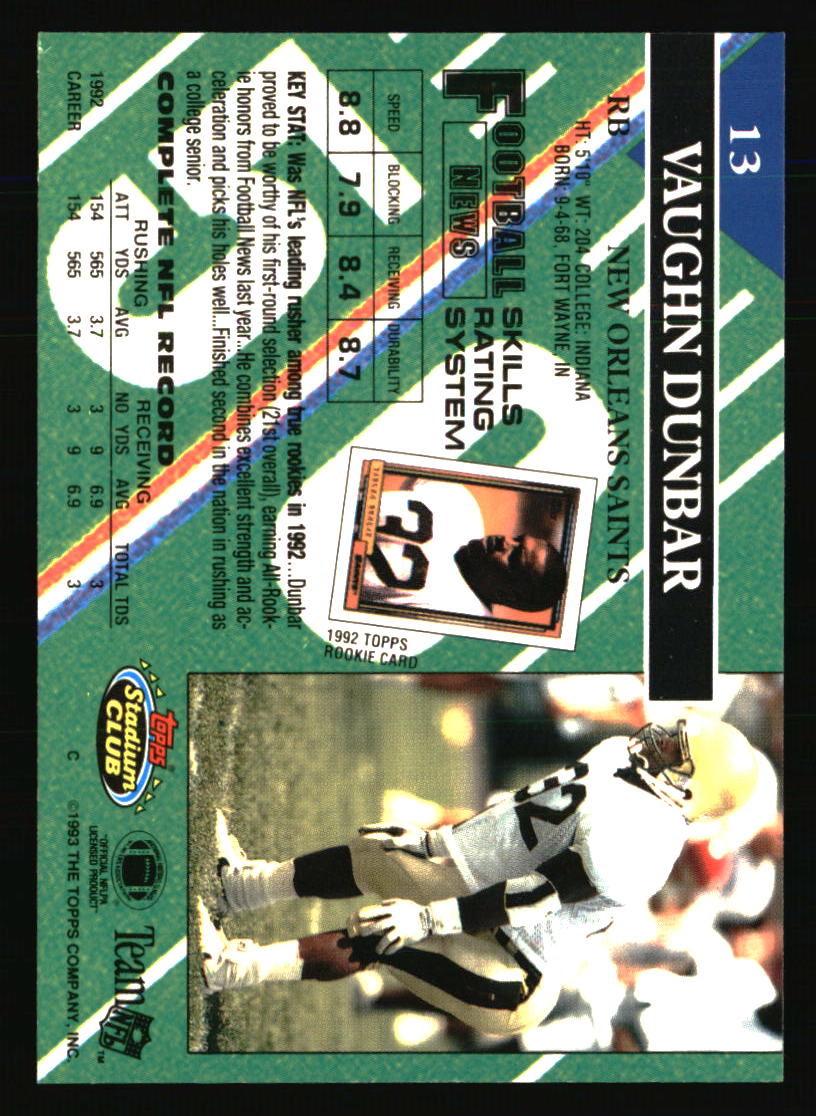 13
VAUGHN DUNBAR
RB NEW ORLEANS SAINTS
HT: 5'10" WT: 204 COLLEGE: INDIANA
BORN: 9-4-68, FORT WAYNE, IN
FOOTBALL NEWS
SKILLS
RATING
SYSTEM
SPEED BLOCKING RECEIVING DURABILITY
8.8 7.9 8.4 8.7
32
1992 TOPPS
ROOKIE CARD
KEY STAT: Was NFL's leading rusher among true rookies in 1992...Dunbar
proved to be worthy of his first-round selection (21st overall), earning All-Rook-
ie honors from Football News last year...He combines excellent strength and ac-
celeration and picks his holes well...Finished second in the nation in rushing as
a college senior.
COMPLETE NFL RECORD
RUSHING RECEIVING
ATT YDS AVG NO YDS AVG TOTAL TDS
1992 154 565 3.7 3 9 6.9 3
CAREER 154 565 3.7 3 9 6.9 3
32
topps®
Stadium
CLUB
"OFFICIAL NFLPA
LICENSED PRODUCT"
Team NFL™
C ©1993 THE TOPPS COMPANY, INC.